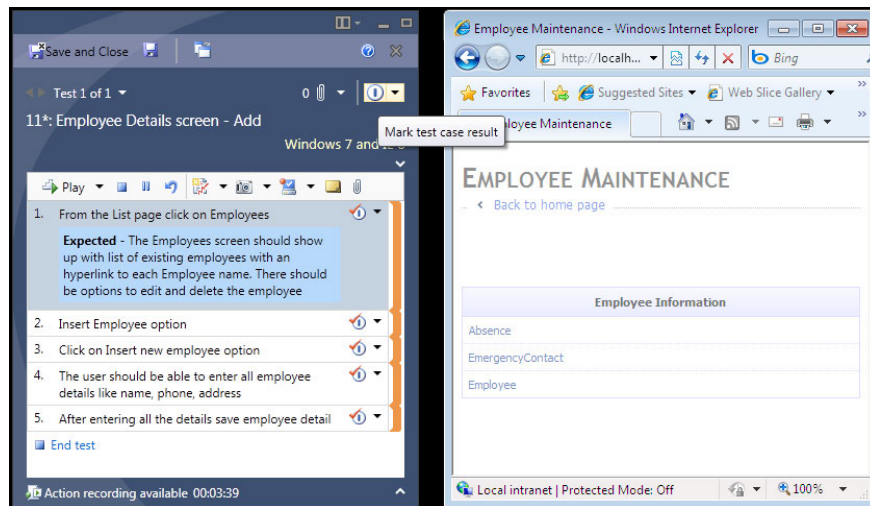 Save and Close
Test 1 of 1
0
11*: Employee Details screen - Add
Mark test case result
Windows 7 and
Play
1. From the List page click on Employees
Expected - The Employees screen should show
up with list of existing employees with an
hyperlink to each Employee name. There should
be options to edit and delete the employee
2. Insert Employee option
3. Click on Insert new employee option
4. The user should be able to enter all employee
details like name, phone, address
5. After entering all the details save employee detail
End test
Action recording available 00:03:39
Employee Maintenance - Windows Internet Explorer
http://localh...
Bing
Favorites
Suggested Sites
Web Slice Gallery
loyee Maintenance
EMPLOYEE MAINTENANCE
< Back to home page
Employee Information
Absence
EmergencyContact
Employee
Local intranet | Protected Mode: Off
100%